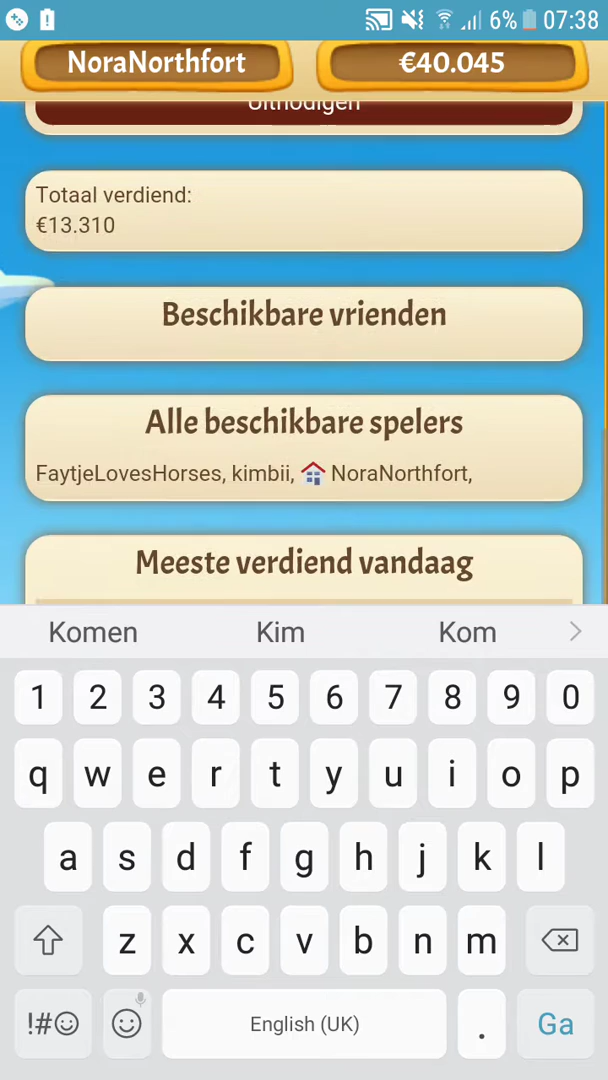 6% 07:38
NoraNorthfort €40.045
Uitnodigen
Totaal verdiend:
€13.310
Beschikbare vrienden
Alle beschikbare spelers
FaytjeLovesHorses, kimbii, NoraNorthfort,
Meeste verdiend vandaag
Komen Kim Kom
1 2 3 4 5 6 7 8 9 0
q w e r t y u i o p
a s d f g h j k l
z x c v b n m
!#☺ English (UK) . Ga